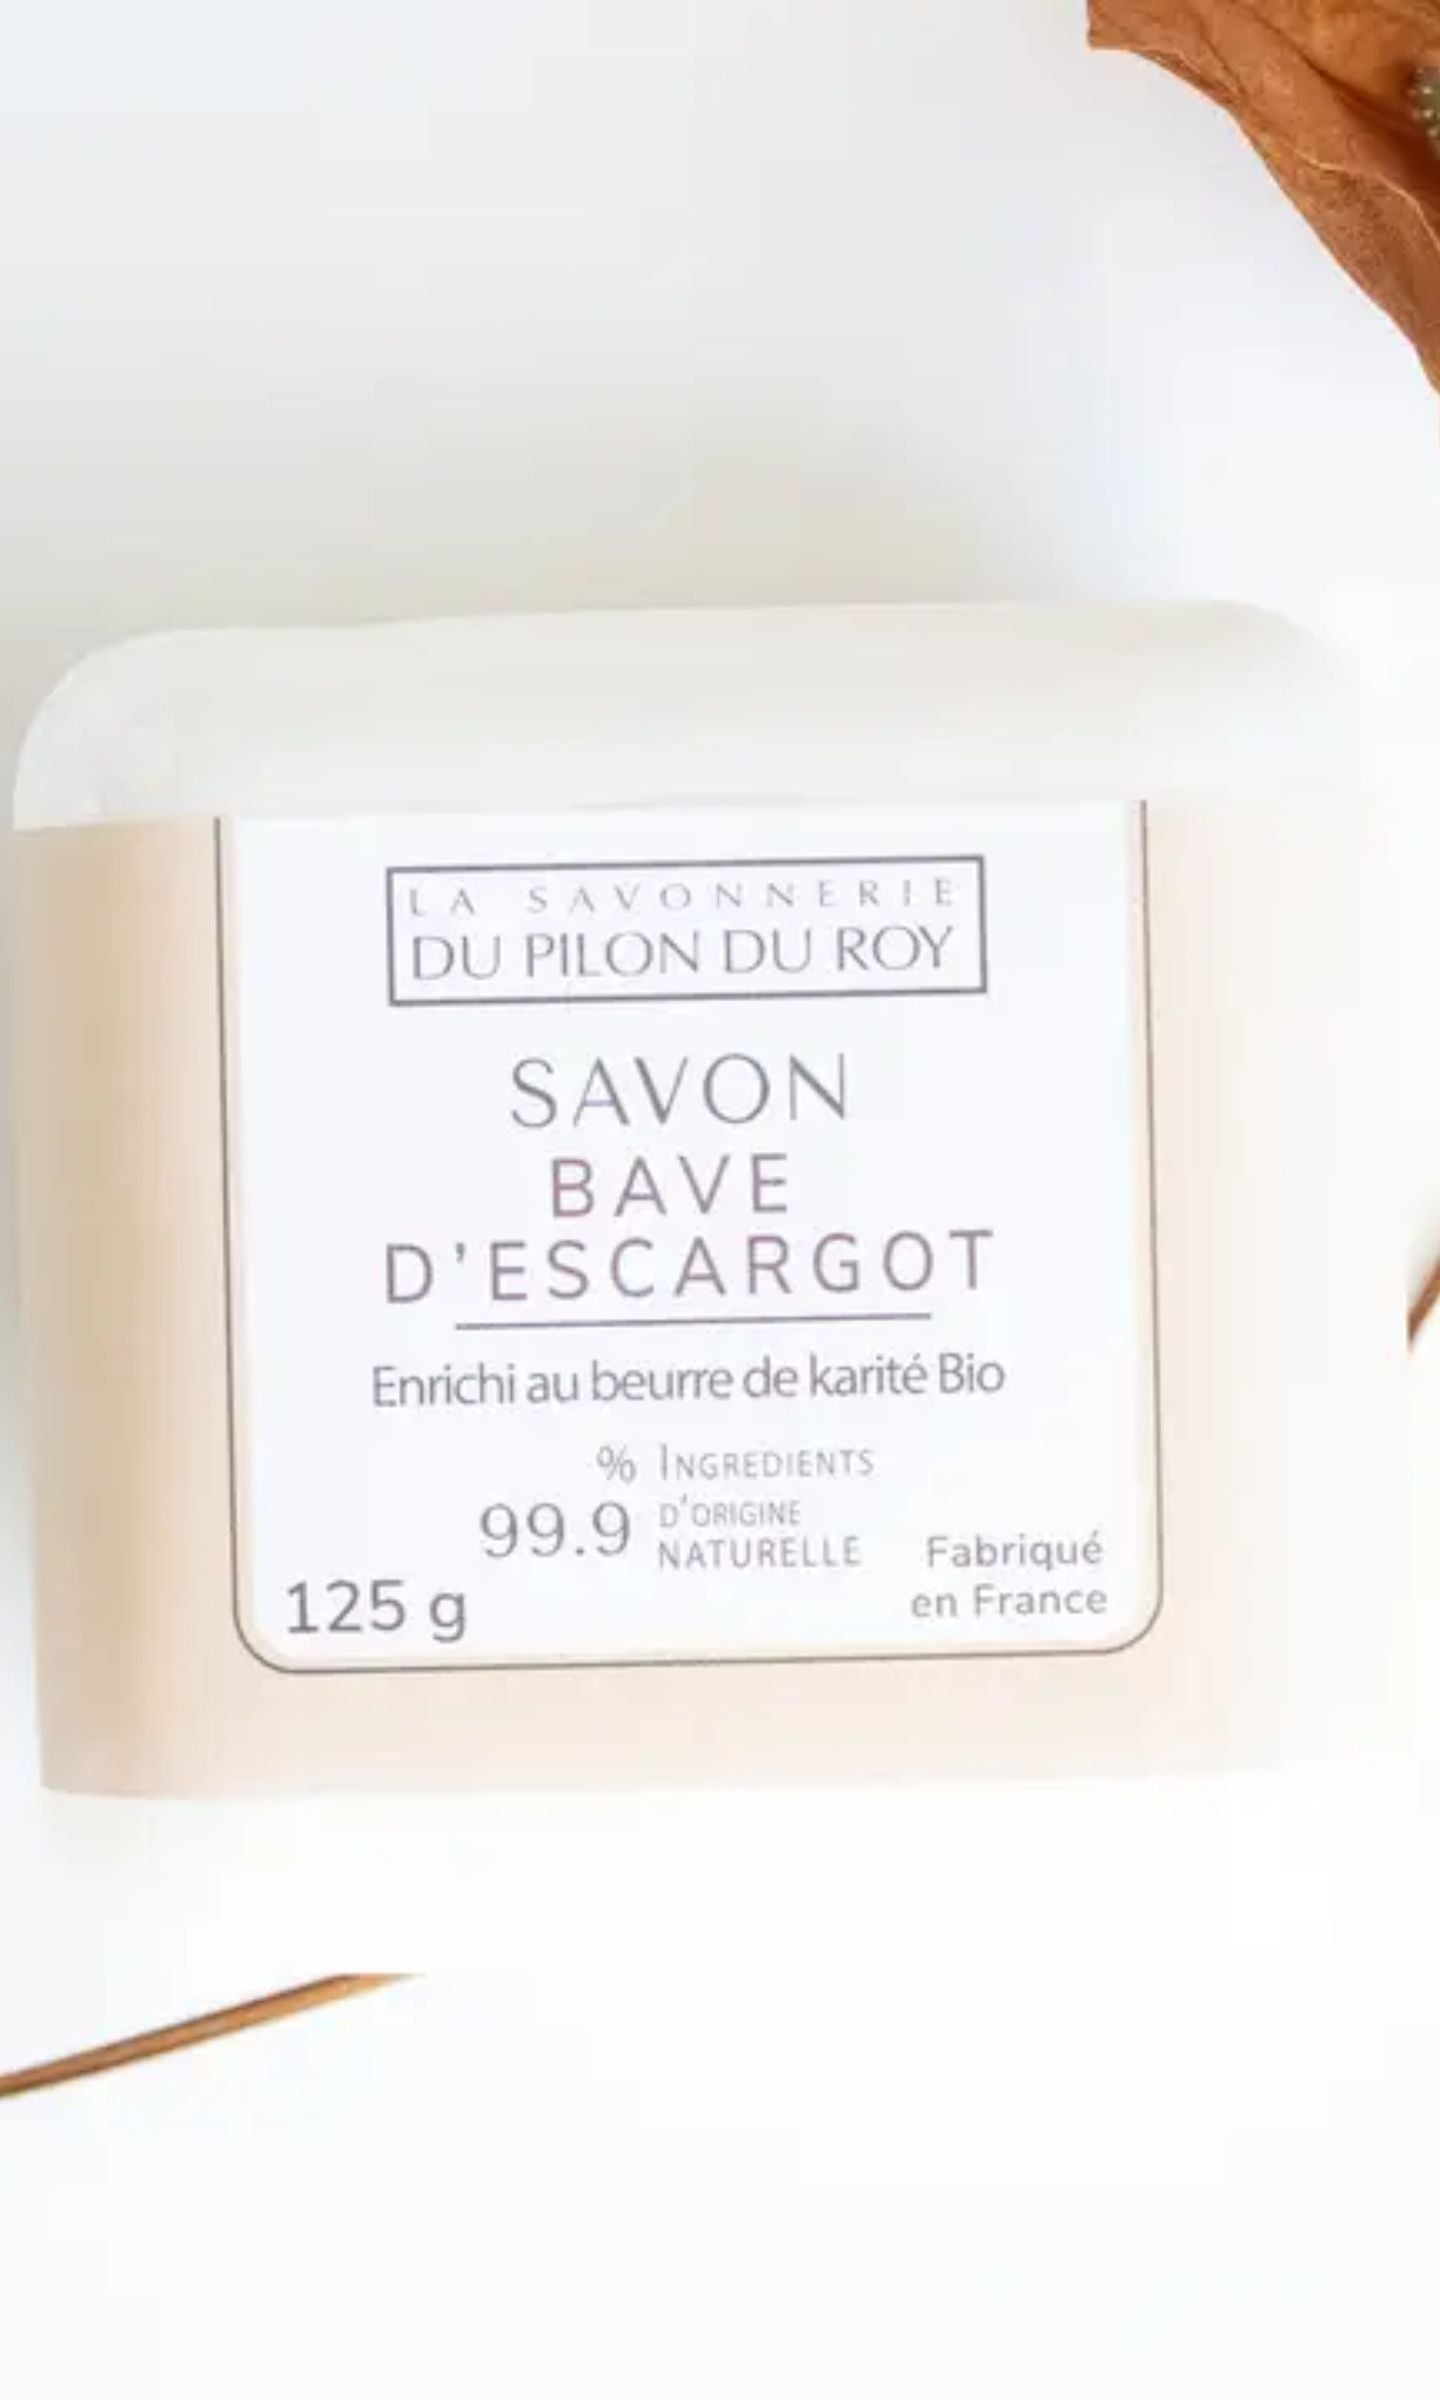 LA SAVONNERIE
DU PILON DU ROY
SAVON
BAVE
D'ESCARGOT
Enrichi au beurre de karité Bio
% INGREDIENTS
99.9 D'ORIGINE
NATURELLE
125 g
Fabriqué
en France